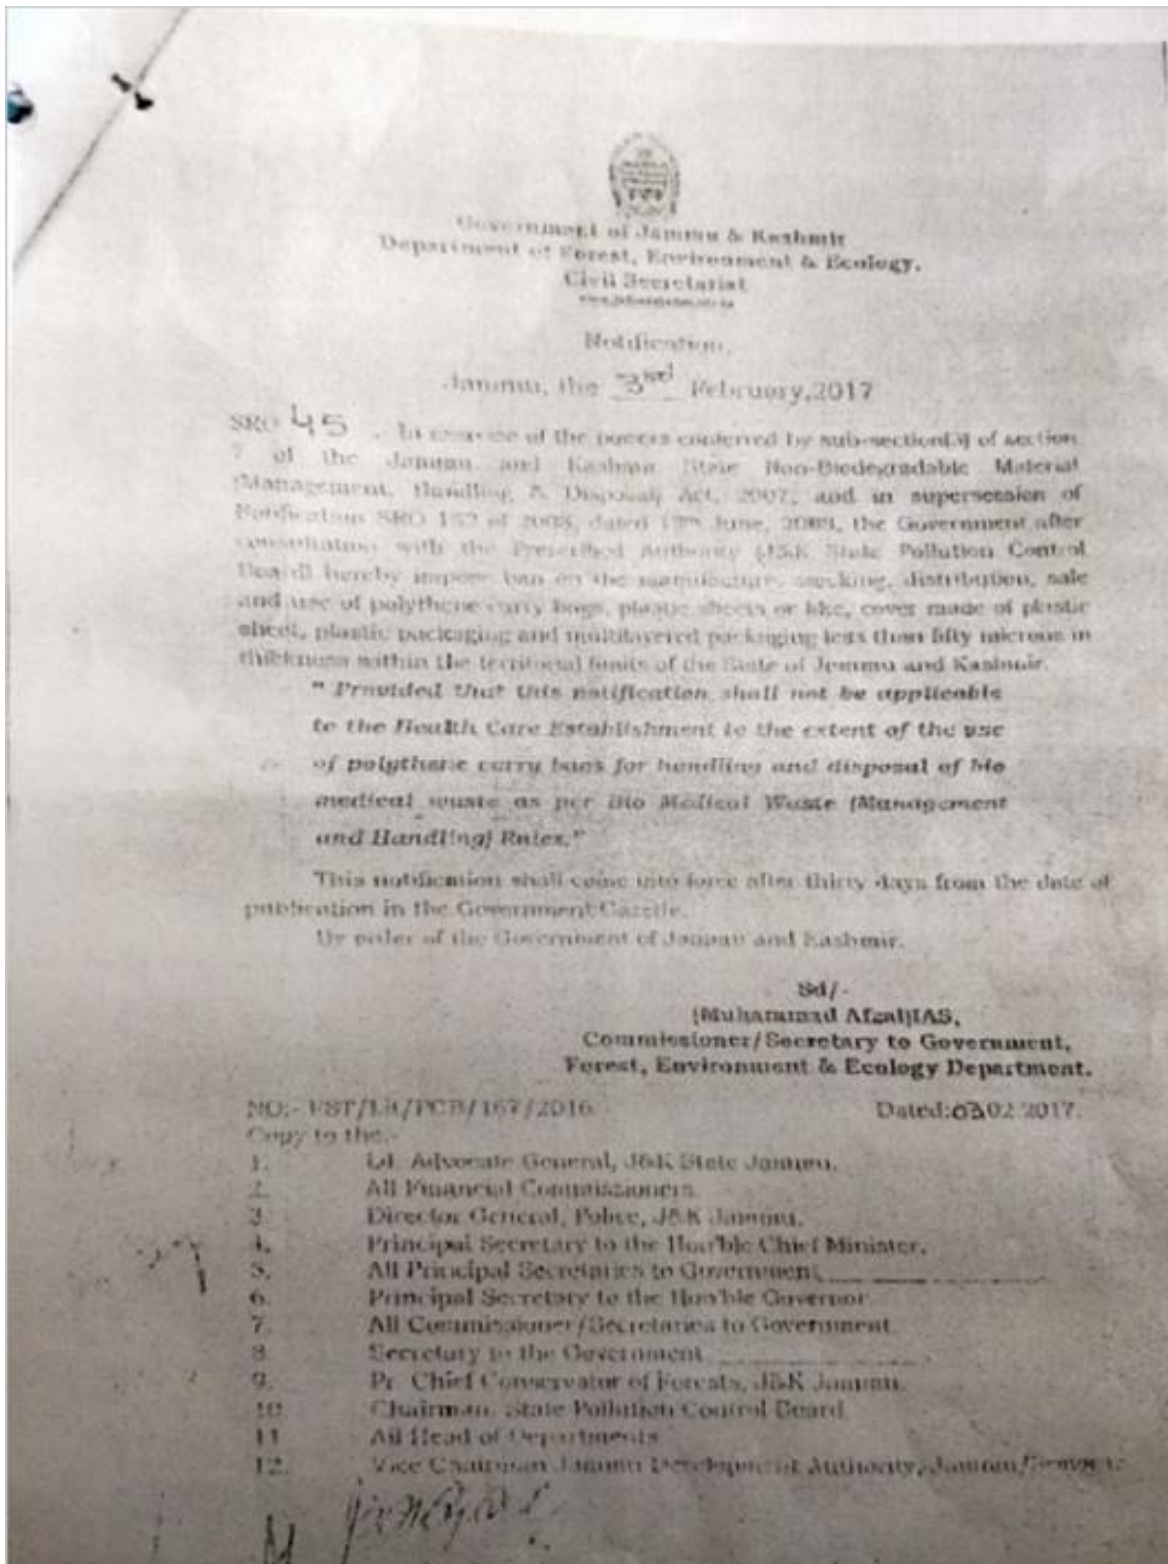 Government of Jammu & Kashmir
Department of Forest, Environment & Ecology,
Civil Secretariat
Notification,
Jammu, the 3rd February,2017
SRO 45 . In exercise of the powers conferred by sub-section of section
7 of the Jammu and Kashmir State Non-Biodegradable Material
(Management, Handling & Disposal) Act, 2007, and in supersession of
Notification SRO 182 of 2008, dated June, 2008, the Government after
consultation with the Prescribed Authority (J&K State Pollution Control
Board) hereby impose ban on the manufacture, stocking, distribution, sale
and use of polythene carry bags, plastic sheets or like, cover made of plastic
sheet, plastic packaging and multilayered packaging less than fifty microns in
thickness within the territorial limits of the State of Jammu and Kashmir.
" Provided that this notification shall not be applicable
to the Health Care Establishment to the extent of the use
of polythene carry bags for handling and disposal of bio
medical waste as per Bio Medical Waste (Management
and Handling) Rules."
This notification shall come into force after thirty days from the date of
publication in the Government Gazette.
By order of the Government of Jammu and Kashmir.
Sd/-
(Muhammad Afzal)IAS,
Commissioner/Secretary to Government,
Forest, Environment & Ecology Department.
NO:- FST/Lit/PCB/167/2016 Dated:03.02.2017.
Copy to the:-
1. Ld. Advocate General, J&K State Jammu.
2. All Financial Commissioners.
3. Director General, Police, J&K Jammu.
4. Principal Secretary to the Hon'ble Chief Minister.
5. All Principal Secretaries to Government
6. Principal Secretary to the Hon'ble Governor
7. All Commissioner/Secretaries to Government
8. Secretary to the Government
9. Pr. Chief Conservator of Forests, J&K Jammu.
10. Chairman, State Pollution Control Board
11. All Head of Departments
12. Vice Chairman Jammu Development Authority, Jammu/